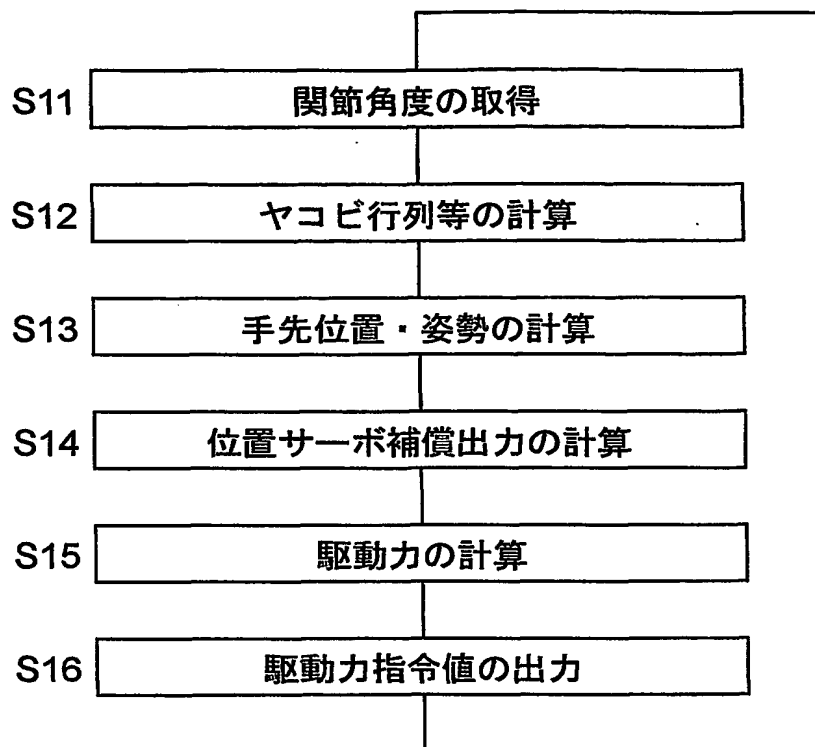 S11 関節角度の取得
S12 ヤコビ行列等の計算
S13 手先位置・姿勢の計算
S14 位置サーボ補償出力の計算
S15 駆動力の計算
S16 駆動力指令値の出力